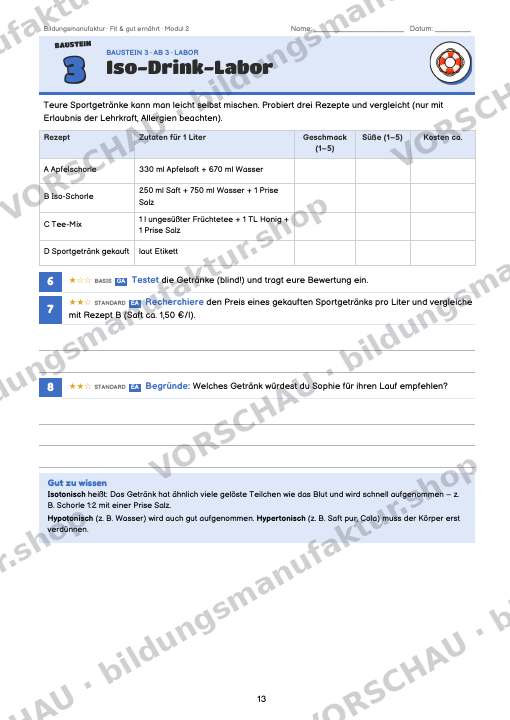 Bildungsmanufaktur · Fit & gut ernährt · Modul 2 Name: Datum:
BAUSTEIN
3
BAUSTEIN 3 · AB 3 · LABOR
Iso-Drink-Labor
Teure Sportgetränke kann man leicht selbst mischen. Probiert drei Rezepte und vergleicht (nur mit
Erlaubnis der Lehrkraft, Allergien beachten).
Rezept Zutaten für 1 Liter Geschmack (1–5) Süße (1–5) Kosten ca.
A Apfelschorle 330 ml Apfelsaft + 670 ml Wasser
B Iso-Schorle 250 ml Saft + 750 ml Wasser + 1 Prise
Salz
C Tee-Mix 1 l ungesüßter Früchtetee + 1 TL Honig +
1 Prise Salz
D Sportgetränk gekauft laut Etikett
6 ★☆☆ BASIS GA Testet die Getränke (blind!) und tragt eure Bewertung ein.
7 ★★☆ STANDARD EA Recherchiere den Preis eines gekauften Sportgetränks pro Liter und vergleiche
mit Rezept B (Saft ca. 1,50 €/l).
8 ★★☆ STANDARD EA Begründe: Welches Getränk würdest du Sophie für ihren Lauf empfehlen?
Gut zu wissen
Isotonisch heißt: Das Getränk hat ähnlich viele gelöste Teilchen wie das Blut und wird schnell aufgenommen – z.
B. Schorle 1:2 mit einer Prise Salz.
Hypotonisch (z. B. Wasser) wird auch gut aufgenommen. Hypertonisch (z. B. Saft pur, Cola) muss der Körper erst
verdünnen.
13
VORSCHAU · bildungsmanufaktur.shop
VORSCHAU · bildungsmanufaktur.shop